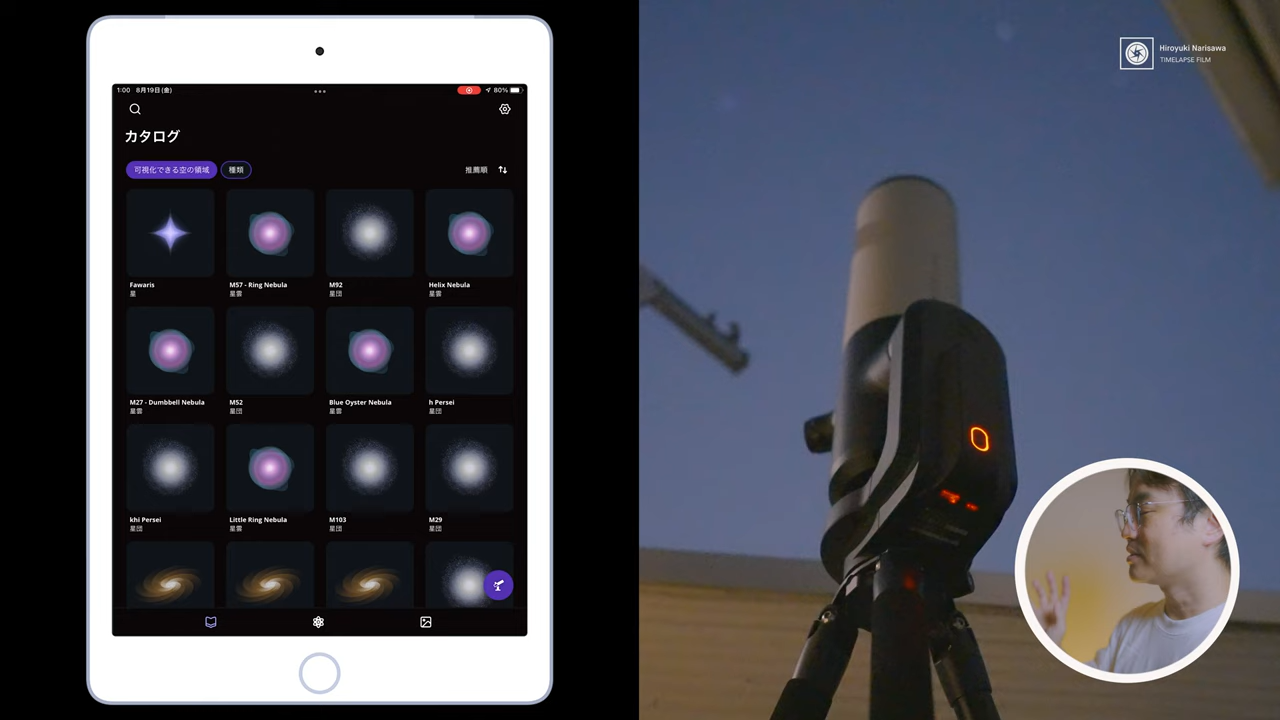 1:00 8月19日(金)
80%
カタログ
可視化できる空の領域
種類
推薦順
Fawaris
星
M57 - Ring Nebula
星雲
M92
星団
Helix Nebula
星雲
M27 - Dumbbell Nebula
星雲
M52
星団
Blue Oyster Nebula
星雲
h Persei
星団
khi Persei
星団
Little Ring Nebula
星雲
M103
星団
M29
星団
Hiroyuki Narisawa
TIMELAPSE FILM